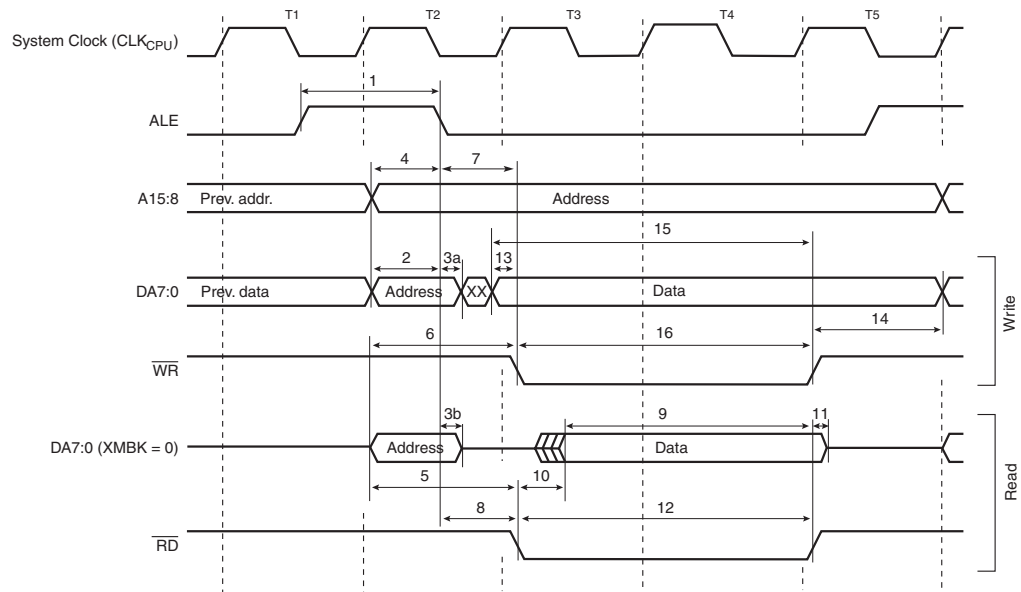 T1 T2 T3 T4 T5
System Clock (CLKCPU)
1
ALE
4 7
A15:8 Prev. addr. Address
15
2 3a 13
DA7:0 Prev. data Address XX Data
14
6 16
WR
Write
3b 9 11
DA7:0 (XMBK = 0) Address Data
5 10
8 12
RD
Read